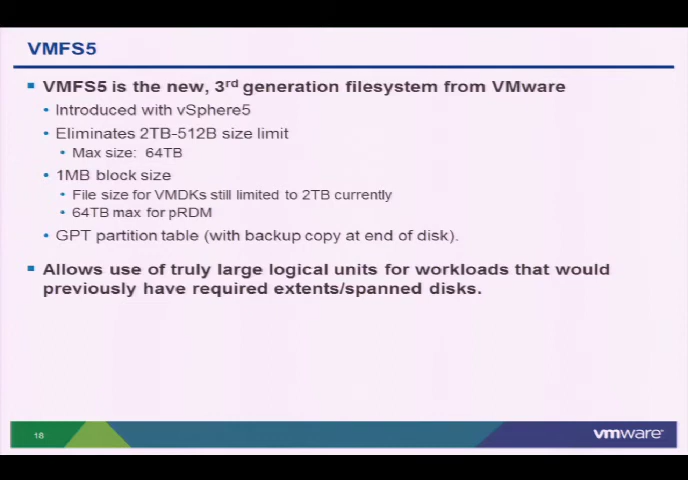 VMFS5
VMFS5 is the new, 3rd generation filesystem from VMware
Introduced with vSphere5
Eliminates 2TB-512B size limit
Max size: 64TB
1MB block size
File size for VMDKs still limited to 2TB currently
64TB max for pRDM
GPT partition table (with backup copy at end of disk).
Allows use of truly large logical units for workloads that would
previously have required extents/spanned disks.
18
vmware